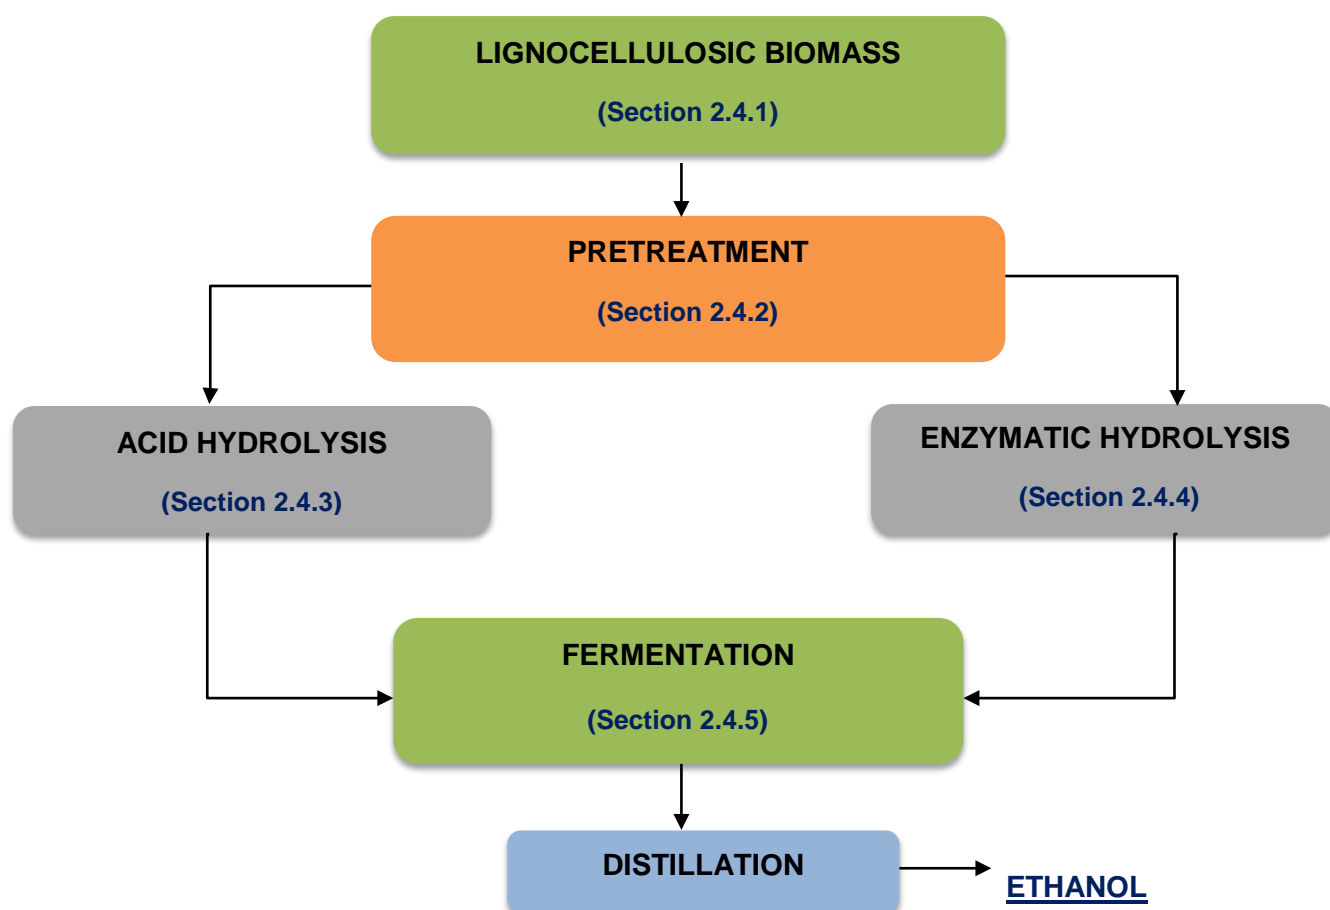 LIGNOCELLULOSIC BIOMASS
(Section 2.4.1)
PRETREATMENT
(Section 2.4.2)
ACID HYDROLYSIS
(Section 2.4.3)
ENZYMATIC HYDROLYSIS
(Section 2.4.4)
FERMENTATION
(Section 2.4.5)
DISTILLATION
ETHANOL